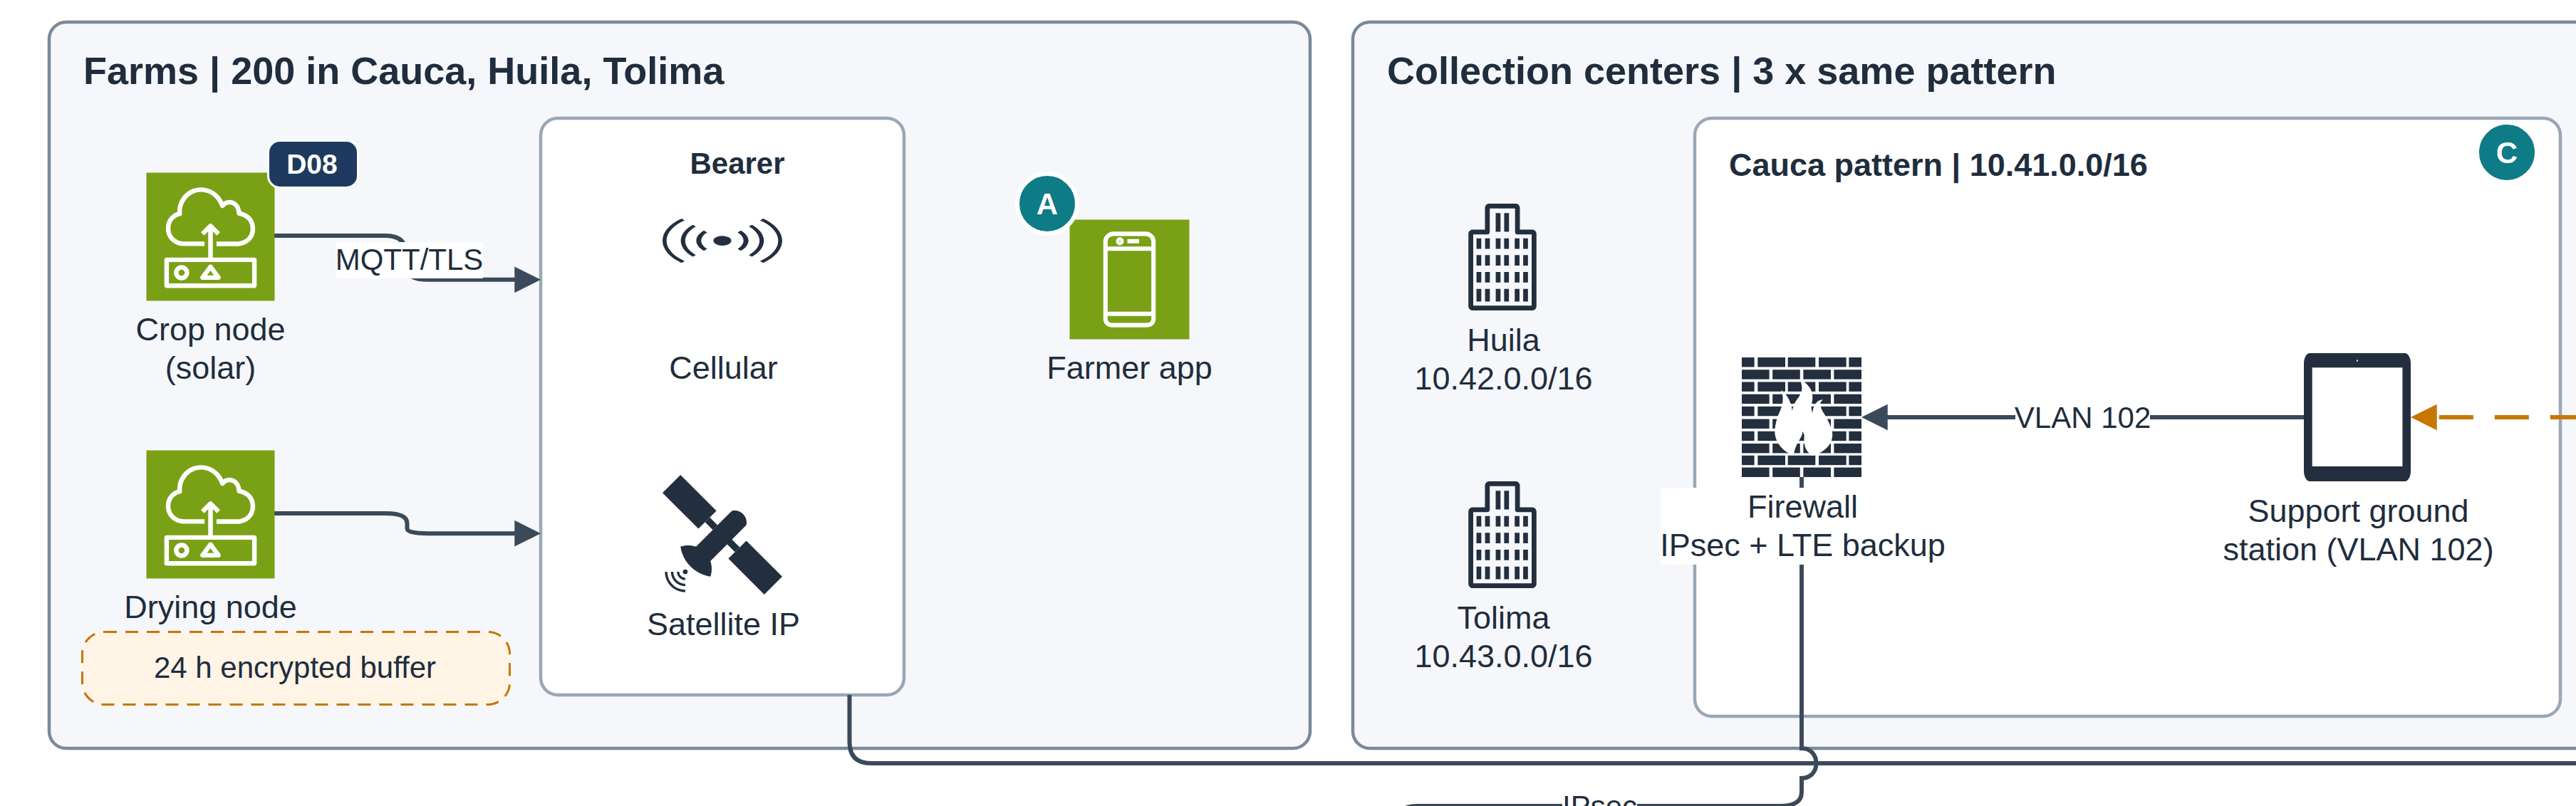 Farms | 200 in Cauca, Huila, Tolima
D08
MQTT/TLS
Crop node
(solar)
Drying node
24 h encrypted buffer
Bearer
Cellular
Satellite IP
A
Farmer app
Collection centers | 3 x same pattern
Huila
10.42.0.0/16
Tolima
10.43.0.0/16
Cauca pattern | 10.41.0.0/16
C
Firewall
IPsec + LTE backup
VLAN 102
Support ground
station (VLAN 102)
IPsec